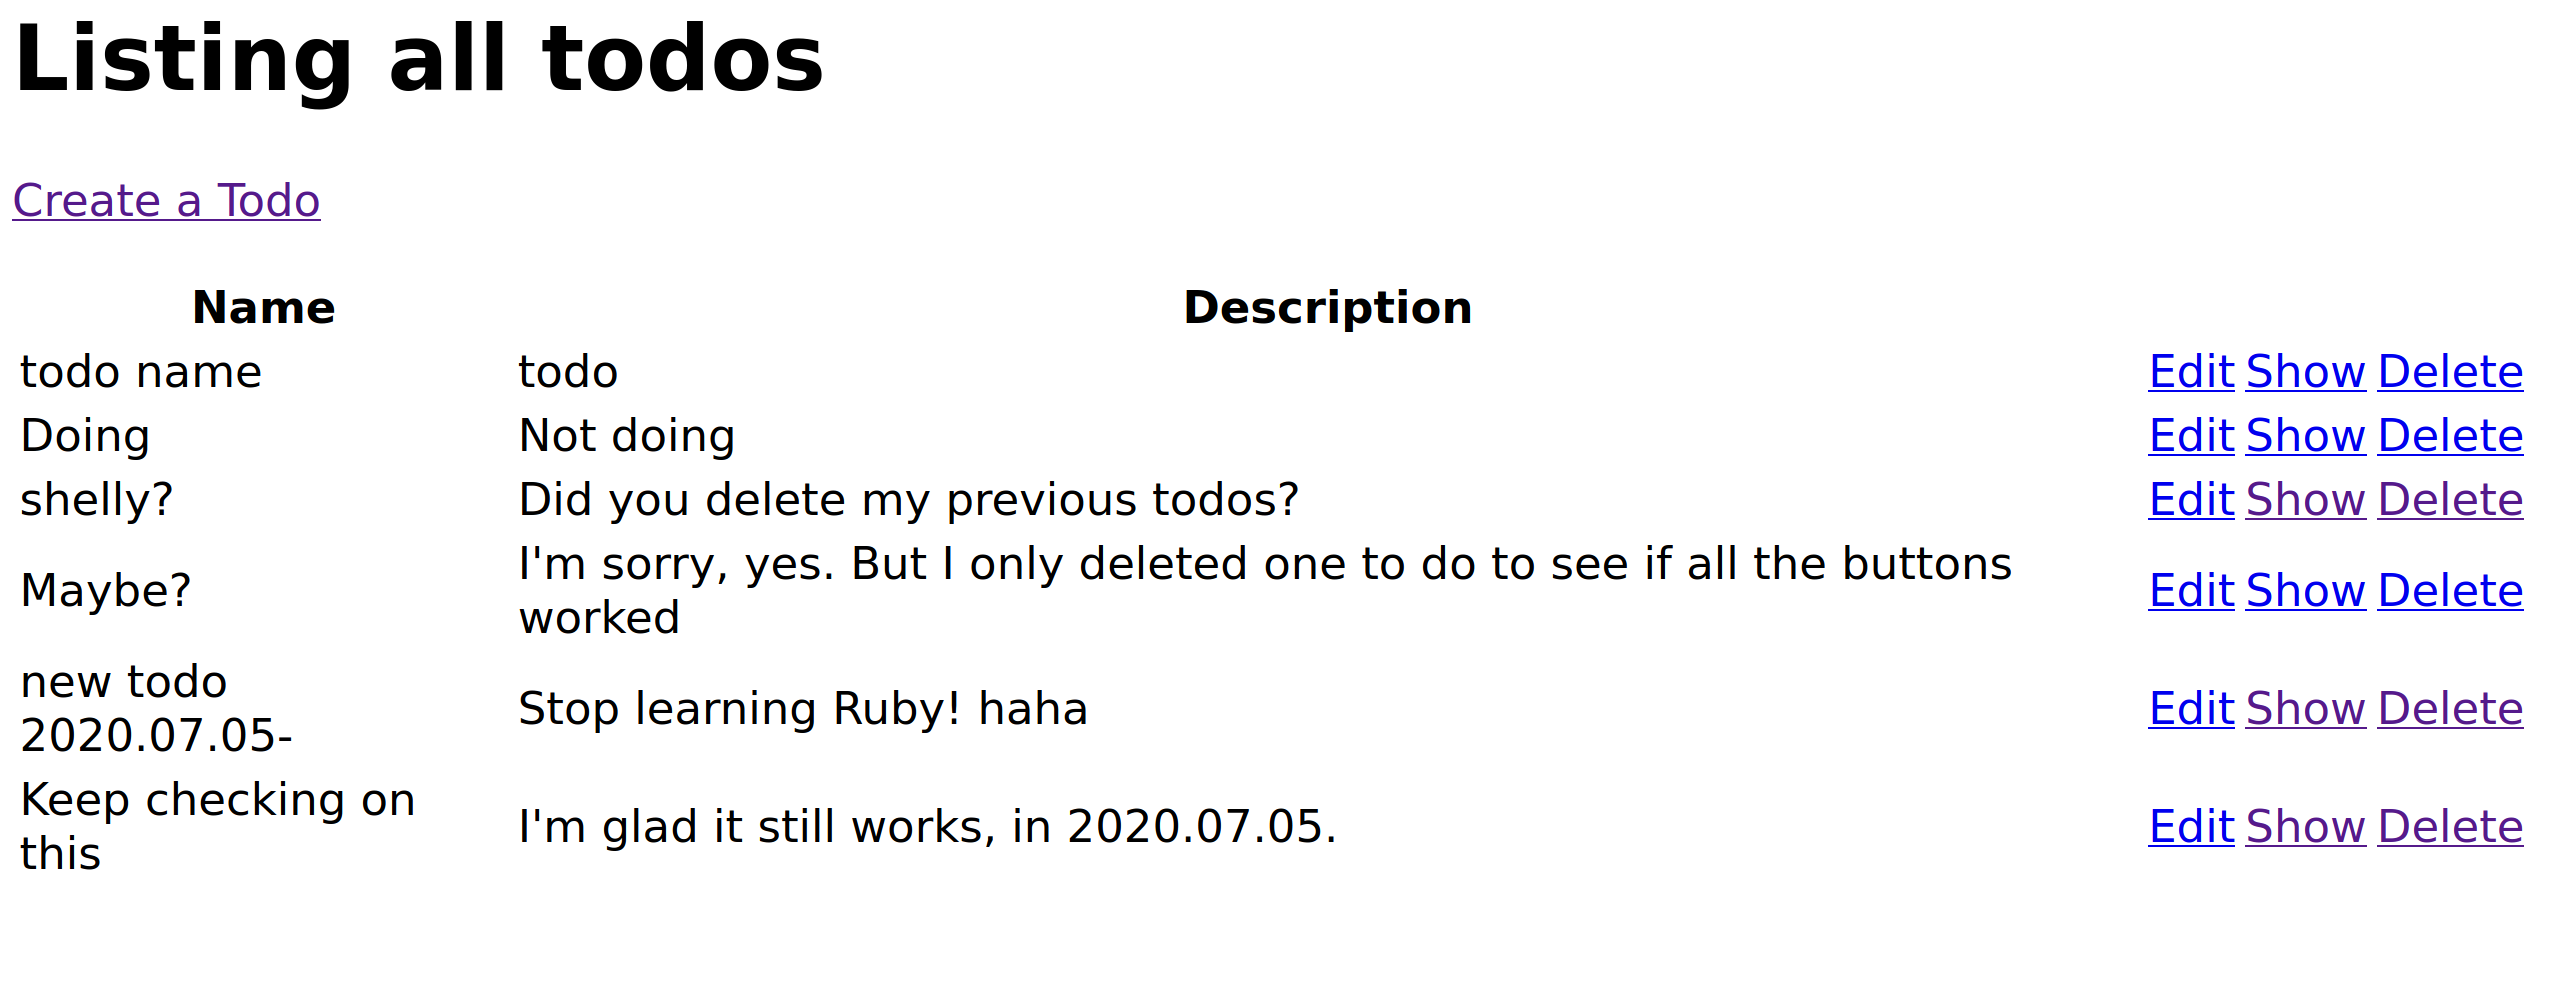 Listing all todos
Create a Todo
Name Description
todo name todo Edit Show Delete
Doing Not doing Edit Show Delete
shelly? Did you delete my previous todos? Edit Show Delete
Maybe? I'm sorry, yes. But I only deleted one to do to see if all the buttons
worked Edit Show Delete
new todo
2020.07.05- Stop learning Ruby! haha Edit Show Delete
Keep checking on
this I'm glad it still works, in 2020.07.05. Edit Show Delete